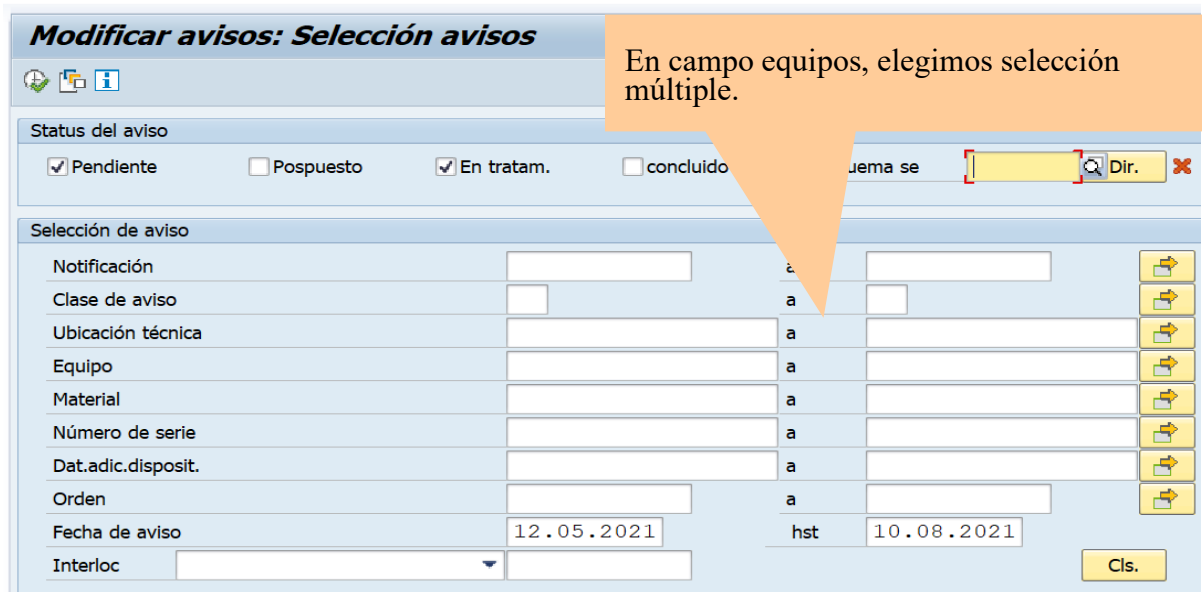 Modificar avisos: Selección avisos
En campo equipos, elegimos selección
múltiple.
Status del aviso
Pendiente Pospuesto En tratam. concluido uema se Dir.
Selección de aviso
Notificación a
Clase de aviso a
Ubicación técnica a
Equipo a
Material a
Número de serie a
Dat.adic.disposit. a
Orden a
Fecha de aviso 12.05.2021 hst 10.08.2021
Interloc Cls.